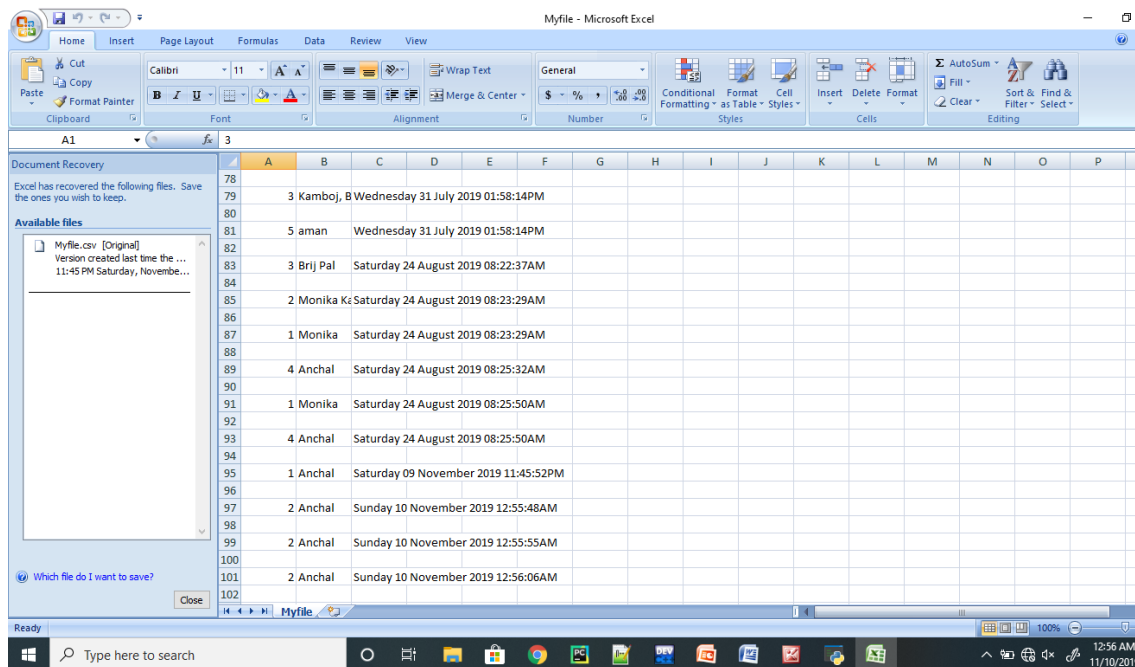 Myfile - Microsoft Excel
Home Insert Page Layout Formulas Data Review View
Paste
Cut
Copy
Format Painter
Clipboard
Calibri 11
B I U
Font
Wrap Text
Merge & Center
Alignment
General
$ % ,
Number
Conditional Formatting
Format as Table
Cell Styles
Styles
Insert Delete Format
Cells
Σ AutoSum
Fill
Clear
Sort & Filter
Find & Select
Editing
A1 fx 3
Document Recovery
Excel has recovered the following files. Save
the ones you wish to keep.
Available files
Myfile.csv [Original]
Version created last time the ...
11:45 PM Saturday, Novembe...
Which file do I want to save?
Close
A B C D E F G H I J K L M N O P
78
79 3 Kamboj, B Wednesday 31 July 2019 01:58:14PM
80
81 5 aman Wednesday 31 July 2019 01:58:14PM
82
83 3 Brij Pal Saturday 24 August 2019 08:22:37AM
84
85 2 Monika Ka Saturday 24 August 2019 08:23:29AM
86
87 1 Monika Saturday 24 August 2019 08:23:29AM
88
89 4 Anchal Saturday 24 August 2019 08:25:32AM
90
91 1 Monika Saturday 24 August 2019 08:25:50AM
92
93 4 Anchal Saturday 24 August 2019 08:25:50AM
94
95 1 Anchal Saturday 09 November 2019 11:45:52PM
96
97 2 Anchal Sunday 10 November 2019 12:55:48AM
98
99 2 Anchal Sunday 10 November 2019 12:55:55AM
100
101 2 Anchal Sunday 10 November 2019 12:56:06AM
102
Myfile
Ready
100%
Type here to search
PC
DEV
12:56 AM
11/10/201